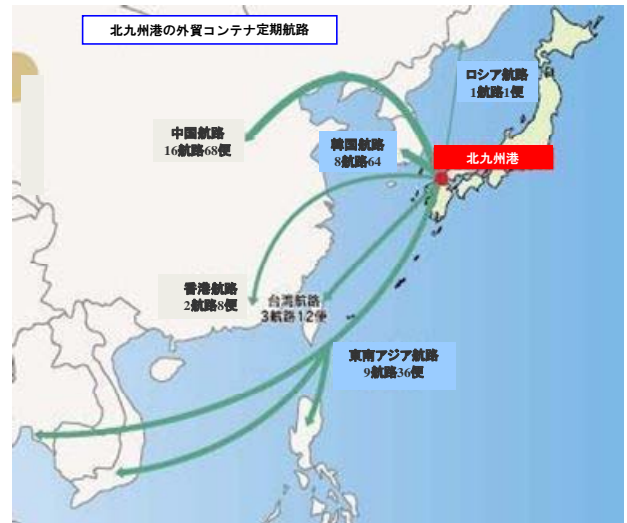 北九州港の外貿コンテナ定期航路
ロシア航路
1航路1便
中国航路
16航路68便
韓国航路
8航路64
北九州港
香港航路
2航路8便
台湾航路
3航路12便
東南アジア航路
9航路36便